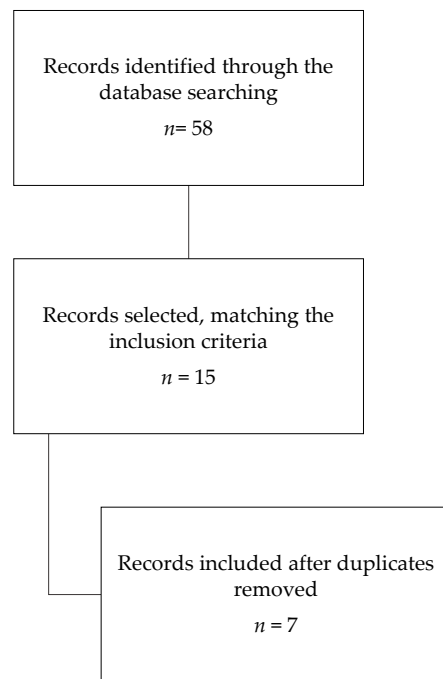 Records identified through the
database searching
n= 58
Records selected, matching the
inclusion criteria
n = 15
Records included after duplicates
removed
n = 7